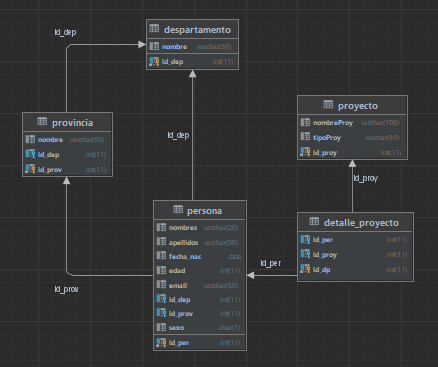 despartamento
nombre varchar(50)
id_dep int(11)
id_dep
provincia
nombre varchar(50)
id_dep int(11)
id_prov int(11)
proyecto
nombreProy varchar(100)
tipoProy varchar(30)
id_proy int(11)
id_dep
id_proy
persona
nombres varchar(20)
apellidos varchar(30)
fecha_nac date
edad int(11)
email varchar(50)
id_dep int(11)
id_prov int(11)
sexo char(1)
id_per int(11)
detalle_proyecto
id_per int(11)
id_proy int(11)
id_dp int(11)
id_per
id_prov